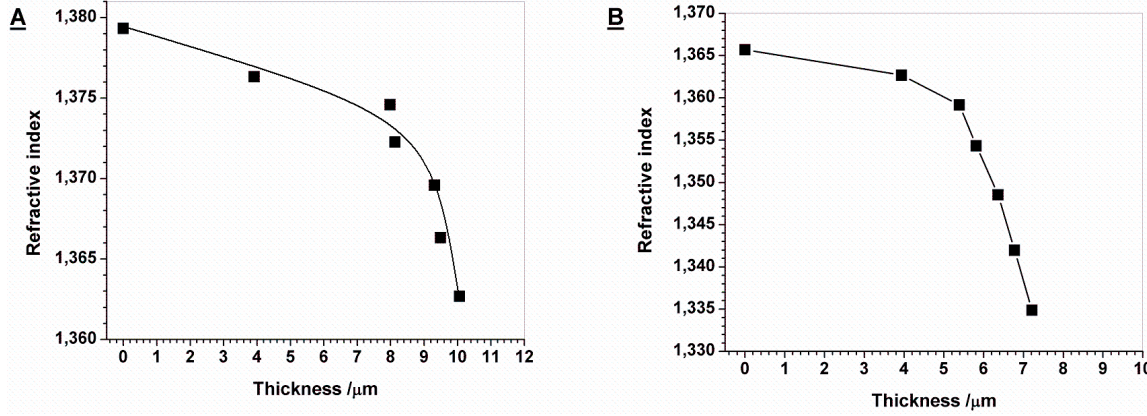 A
1,380
1,375
1,370
1,365
1,360
Refractive index
0 1 2 3 4 5 6 7 8 9 10 11 12
Thickness /μm
B
1,370
1,365
1,360
1,355
1,350
1,345
1,340
1,335
1,330
Refractive index
0 1 2 3 4 5 6 7 8 9 10
Thickness /μm